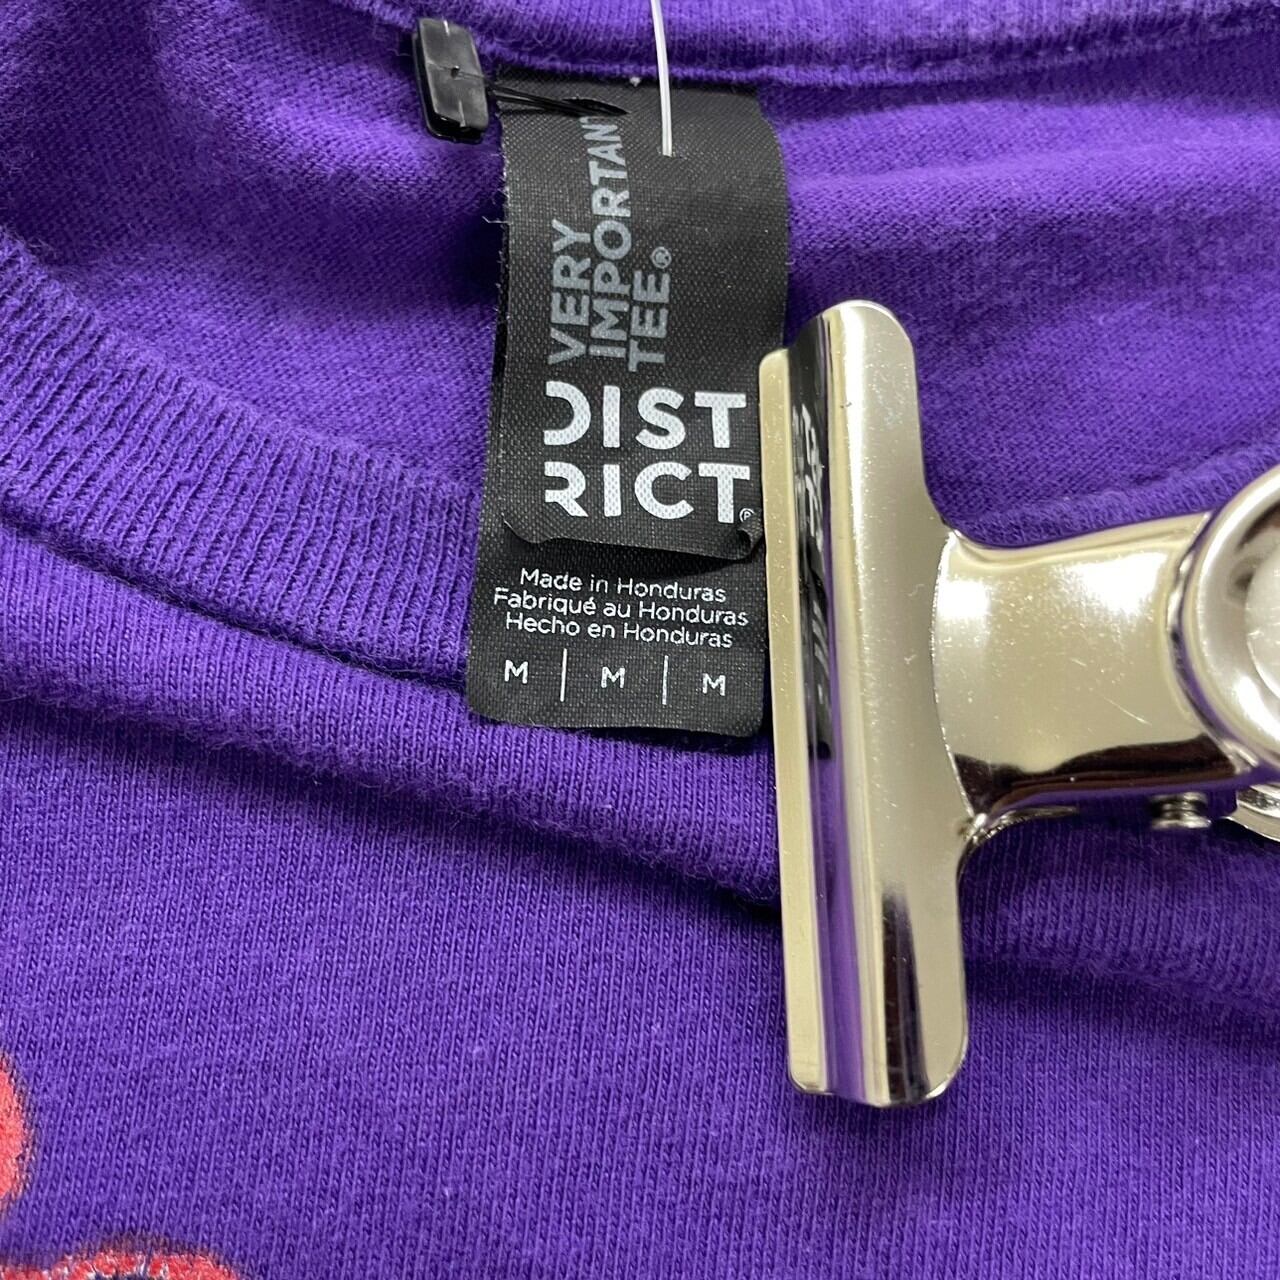 VERY
IMPORTANT
TEE®
DIST
RICT®
Made in Honduras
Fabriqué au Honduras
Hecho en Honduras
M | M | M